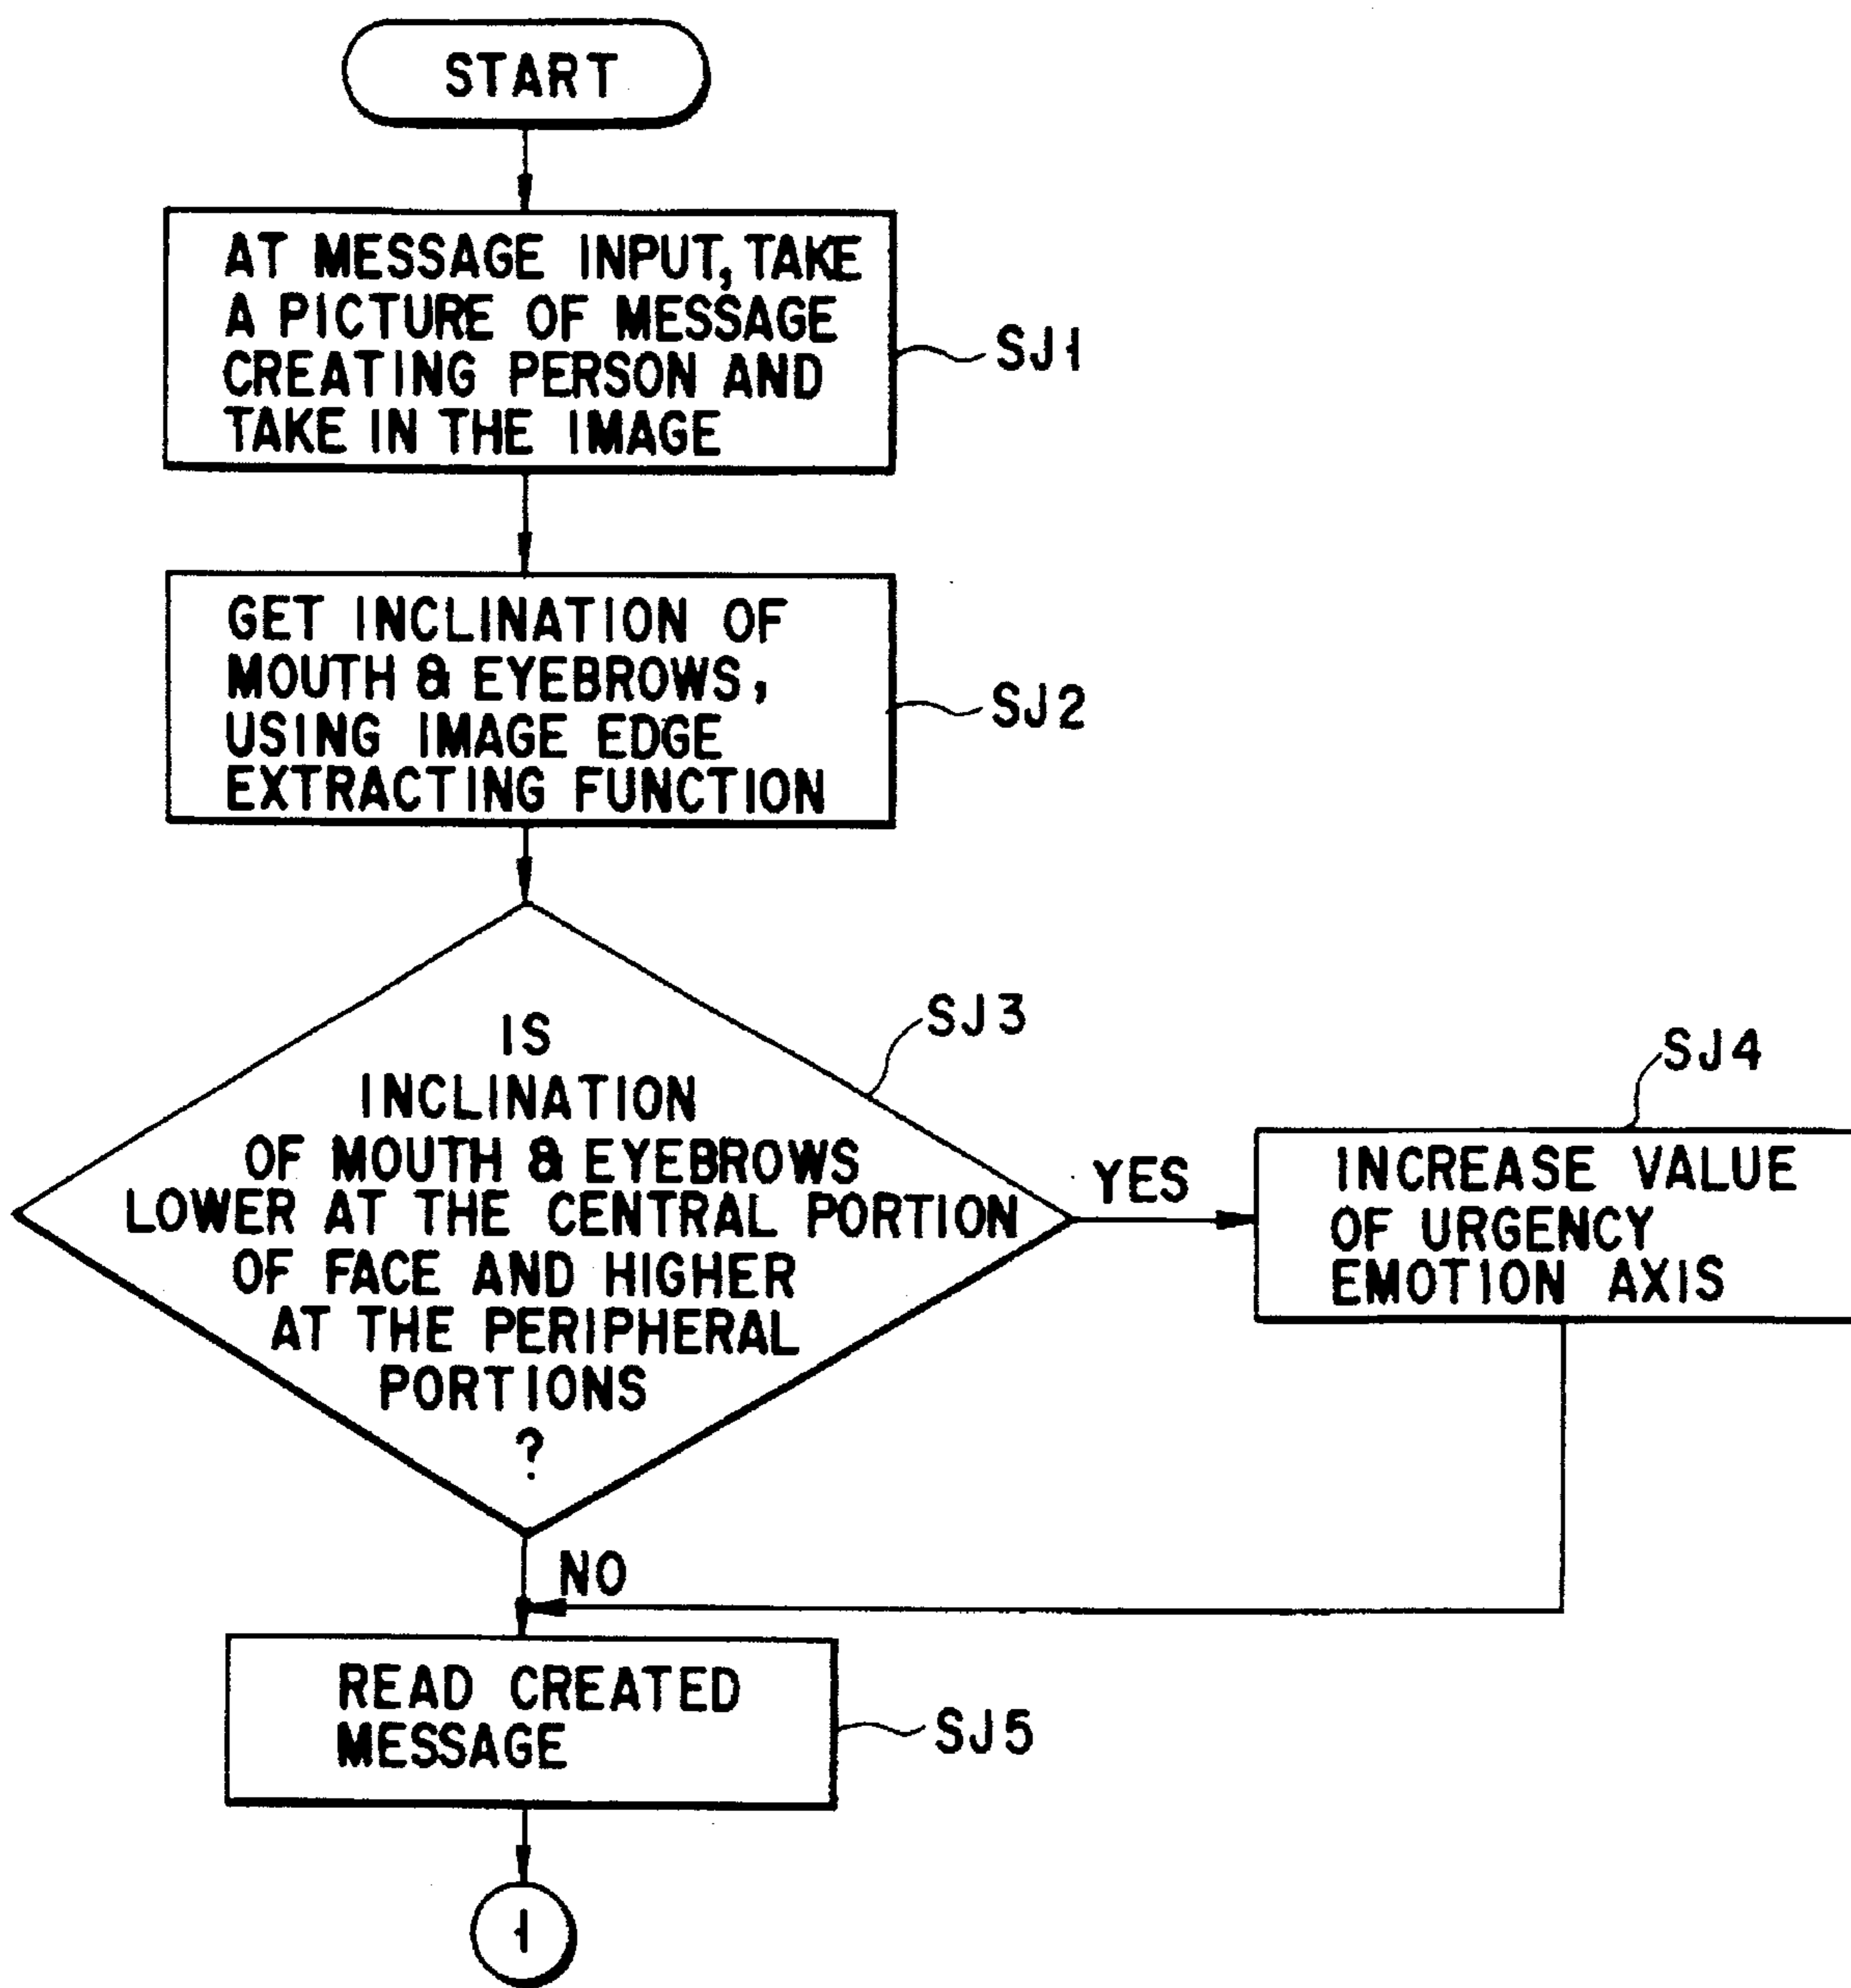 START
AT MESSAGE INPUT, TAKE
A PICTURE OF MESSAGE
CREATING PERSON AND
TAKE IN THE IMAGE
SJ1
GET INCLINATION OF
MOUTH & EYEBROWS,
USING IMAGE EDGE
EXTRACTING FUNCTION
SJ2
IS
INCLINATION
OF MOUTH & EYEBROWS
LOWER AT THE CENTRAL PORTION
OF FACE AND HIGHER
AT THE PERIPHERAL
PORTIONS
?
SJ3
YES
SJ4
INCREASE VALUE
OF URGENCY
EMOTION AXIS
NO
READ CREATED
MESSAGE
SJ5
1